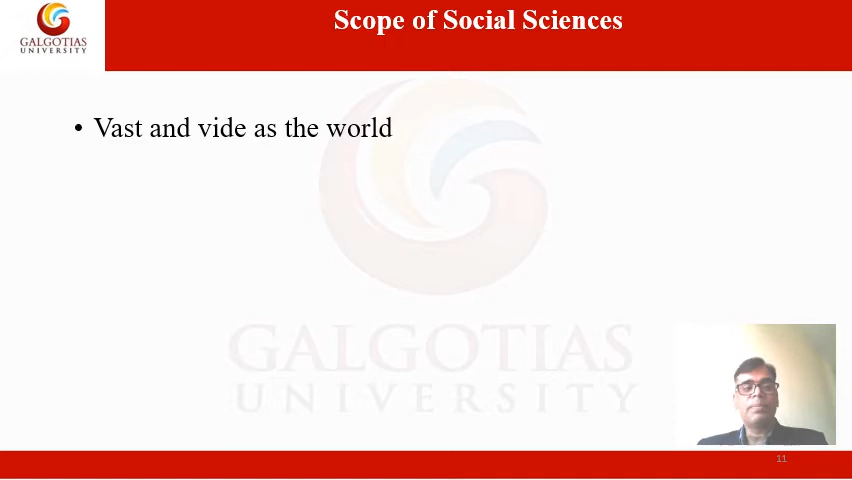 Scope of Social Sciences
GALGOTIAS
UNIVERSITY
• Vast and vide as the world
GALGOTIAS
UNIVERSITY
11